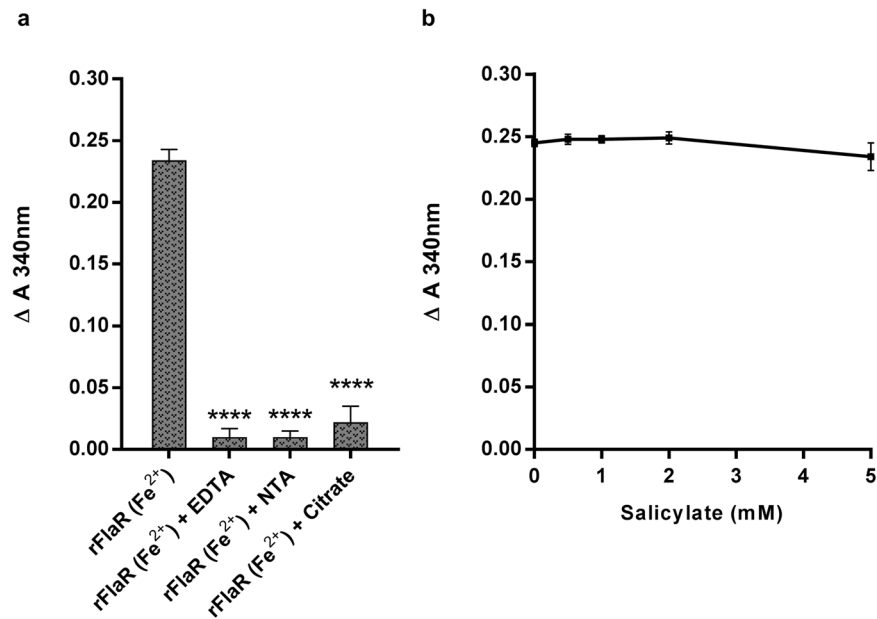 a
0.30
0.25
0.20
0.15
0.10
0.05
0.00
Δ A 340nm
****
****
****
rFlaR (Fe²⁺)
rFlaR (Fe²⁺) + EDTA
rFlaR (Fe²⁺) + NTA
rFlaR (Fe²⁺) + Citrate
b
0.30
0.25
0.20
0.15
0.10
0.05
0.00
Δ A 340nm
0 1 2 3 4 5
Salicylate (mM)